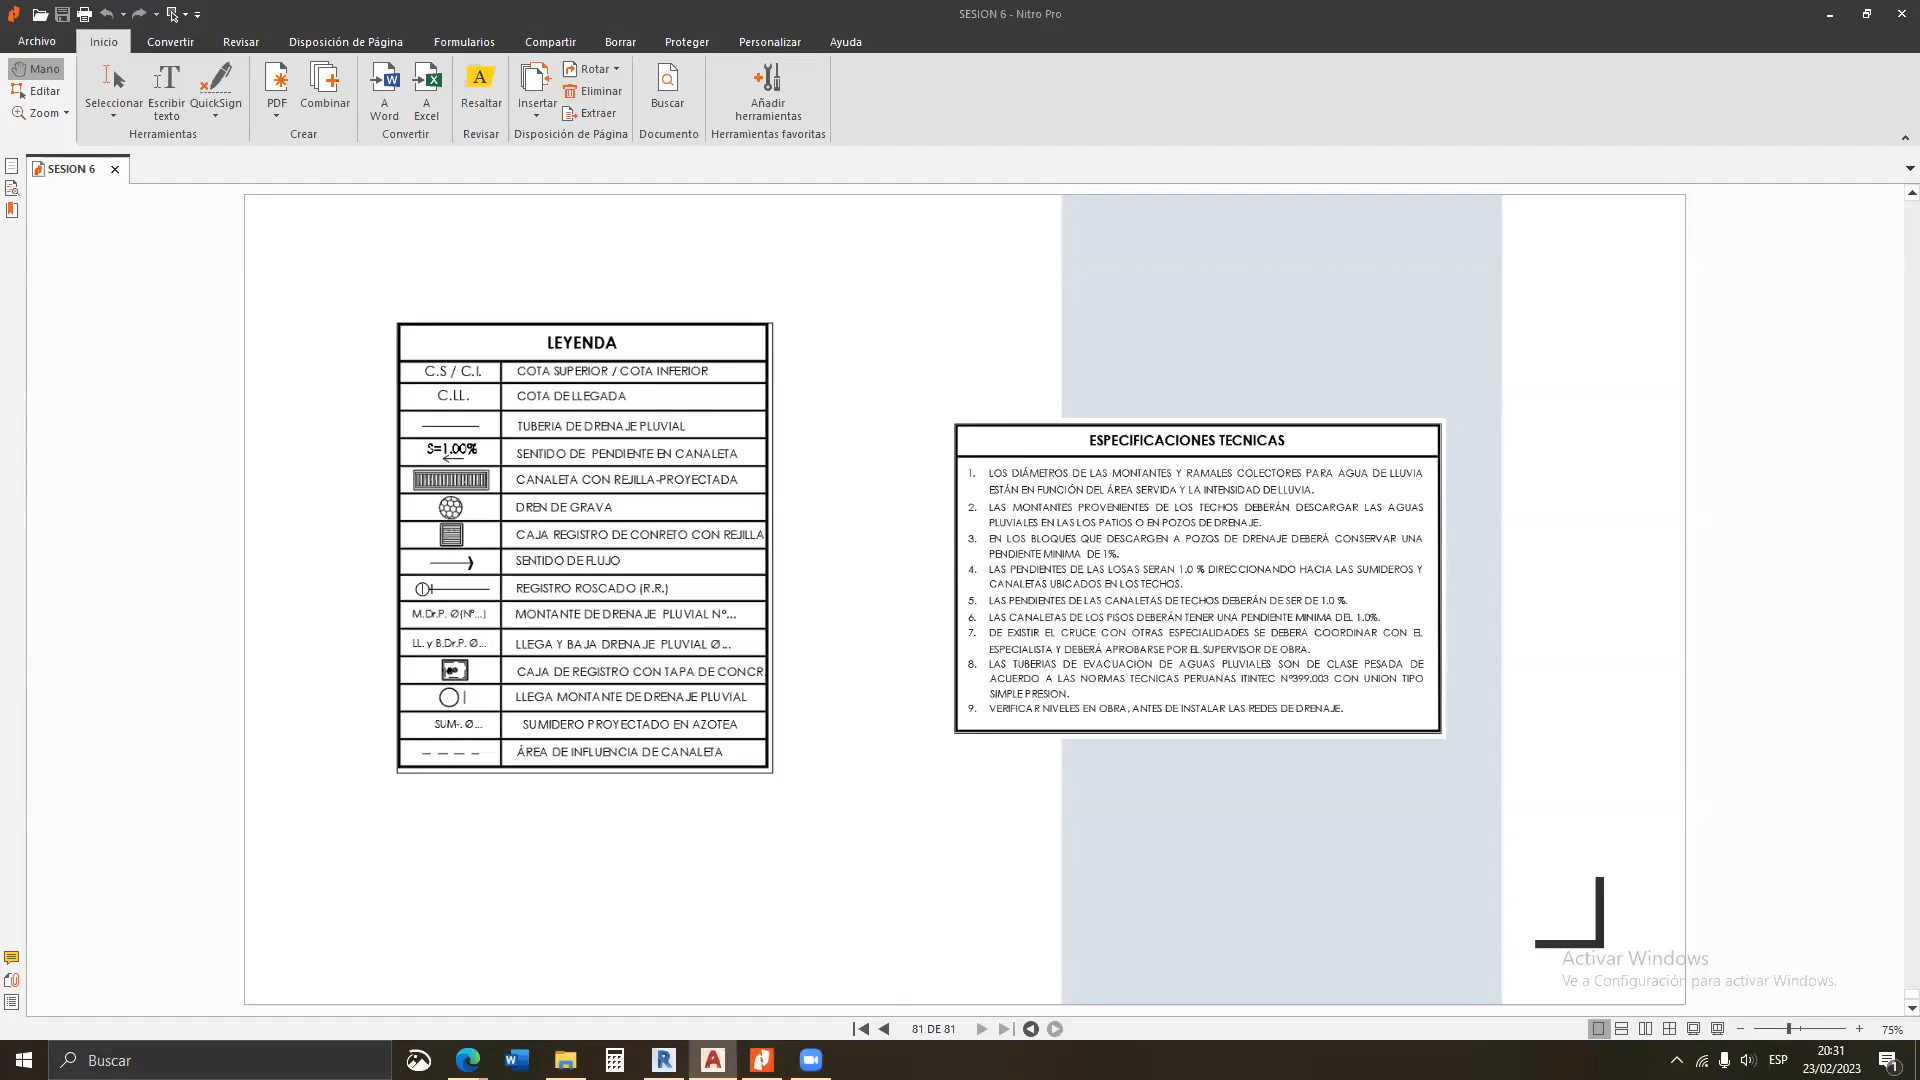 SESION 6 - Nitro Pro
Archivo
Inicio
Convertir
Revisar
Disposición de Página
Formularios
Compartir
Borrar
Proteger
Personalizar
Ayuda
Mano
Editar
Zoom
Seleccionar
Escribir texto
QuickSign
Herramientas
PDF
Combinar
Crear
A Word
A Excel
Convertir
Resaltar
Revisar
Insertar
Rotar
Eliminar
Extraer
Disposición de Página
Buscar
Documento
Añadir herramientas
Herramientas favoritas
SESION 6
LEYENDA
C.S / C.I. COTA SUPERIOR / COTA INFERIOR
C.LL. COTA DE LLEGADA
TUBERIA DE DRENAJE PLUVIAL
S=1.00% SENTIDO DE PENDIENTE EN CANALETA
CANALETA CON REJILLA-PROYECTADA
DREN DE GRAVA
CAJA REGISTRO DE CONRETO CON REJILLA
SENTIDO DE FLUJO
REGISTRO ROSCADO (R.R.)
M.Dr.P. Ø(Nº...) MONTANTE DE DRENAJE PLUVIAL Nº...
LL. y B.Dr.P. Ø... LLEGA Y BAJA DRENAJE PLUVIAL Ø...
CAJA DE REGISTRO CON TAPA DE CONCR
LLEGA MONTANTE DE DRENAJE PLUVIAL
SUM-. Ø... SUMIDERO PROYECTADO EN AZOTEA
ÁREA DE INFLUENCIA DE CANALETA
ESPECIFICACIONES TECNICAS
1. LOS DIÁMETROS DE LAS MONTANTES Y RAMALES COLECTORES PARA AGUA DE LLUVIA
ESTÁN EN FUNCIÓN DEL ÁREA SERVIDA Y LA INTENSIDAD DE LLUVIA.
2. LAS MONTANTES PROVENIENTES DE LOS TECHOS DEBERÁN DESCARGAR LAS AGUAS
PLUVIALES EN LAS LOS PATIOS O EN POZOS DE DRENAJE.
3. EN LOS BLOQUES QUE DESCARGEN A POZOS DE DRENAJE DEBERÁ CONSERVAR UNA
PENDIENTE MINIMA DE 1%.
4. LAS PENDIENTES DE LAS LOSAS SERAN 1.0 % DIRECCIONANDO HACIA LAS SUMIDEROS Y
CANALETAS UBICADOS EN LOS TECHOS.
5. LAS PENDIENTES DE LAS CANALETAS DE TECHOS DEBERÁN DE SER DE 1.0 %.
6. LAS CANALETAS DE LOS PISOS DEBERÁN TENER UNA PENDIENTE MINIMA DEL 1.0%.
7. DE EXISTIR EL CRUCE CON OTRAS ESPECIALIDADES SE DEBERA COORDINAR CON EL
ESPECIALISTA Y DEBERÁ APROBARSE POR EL SUPERVISOR DE OBRA.
8. LAS TUBERIAS DE EVACUACION DE AGUAS PLUVIALES SON DE CLASE PESADA DE
ACUERDO A LAS NORMAS TECNICAS PERUANAS ITINTEC Nº399.003 CON UNION TIPO
SIMPLE PRESION.
9. VERIFICAR NIVELES EN OBRA, ANTES DE INSTALAR LAS REDES DE DRENAJE.
Activar Windows
Ve a Configuración para activar Windows.
81 DE 81
75%
Buscar
ESP
20:31
23/02/2023
1